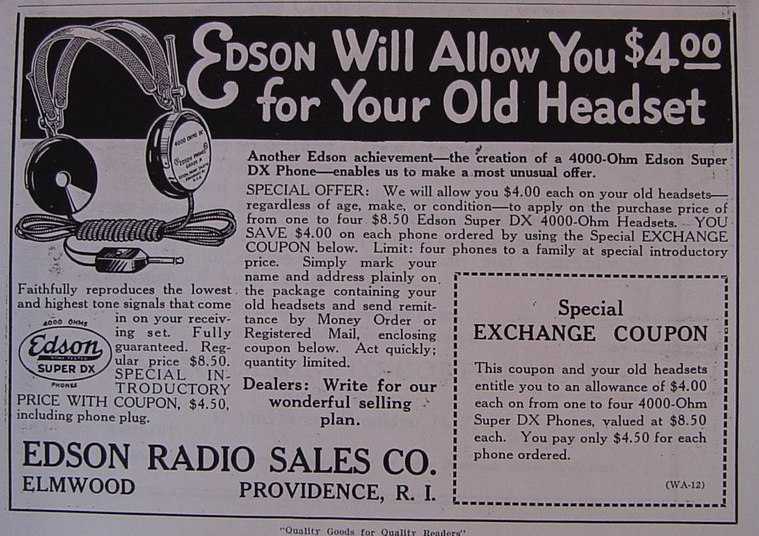 EDSON Will Allow You $4.00
for Your Old Headset
Another Edson achievement—the creation of a 4000-Ohm Edson Super
DX Phone—enables us to make a most unusual offer.
SPECIAL OFFER: We will allow you $4.00 each on your old headsets—
regardless of age, make, or condition—to apply on the purchase price of
from one to four $8.50 Edson Super DX 4000-Ohm Headsets. YOU
SAVE $4.00 on each phone ordered by using the Special EXCHANGE
COUPON below. Limit: four phones to a family at special introductory
price. Simply mark your
name and address plainly on
the package containing your
old headsets and send remit-
tance by Money Order or
Registered Mail, enclosing
coupon below. Act quickly;
quantity limited.
Dealers: Write for our
wonderful selling
plan.
Faithfully reproduces the lowest
and highest tone signals that come
in on your receiv-
ing set. Fully
guaranteed. Reg-
ular price $8.50.
SPECIAL IN-
TRODUCTORY
PRICE WITH COUPON, $4.50,
including phone plug.
4000 OHMS
Edson
SUPER DX
PHONES
EDSON RADIO SALES CO.
ELMWOOD PROVIDENCE, R. I.
Special
EXCHANGE COUPON
This coupon and your old headsets
entitle you to an allowance of $4.00
each on from one to four 4000-Ohm
Super DX Phones, valued at $8.50
each. You pay only $4.50 for each
phone ordered.
(WA-12)
"Quality Goods for Quality Readers"